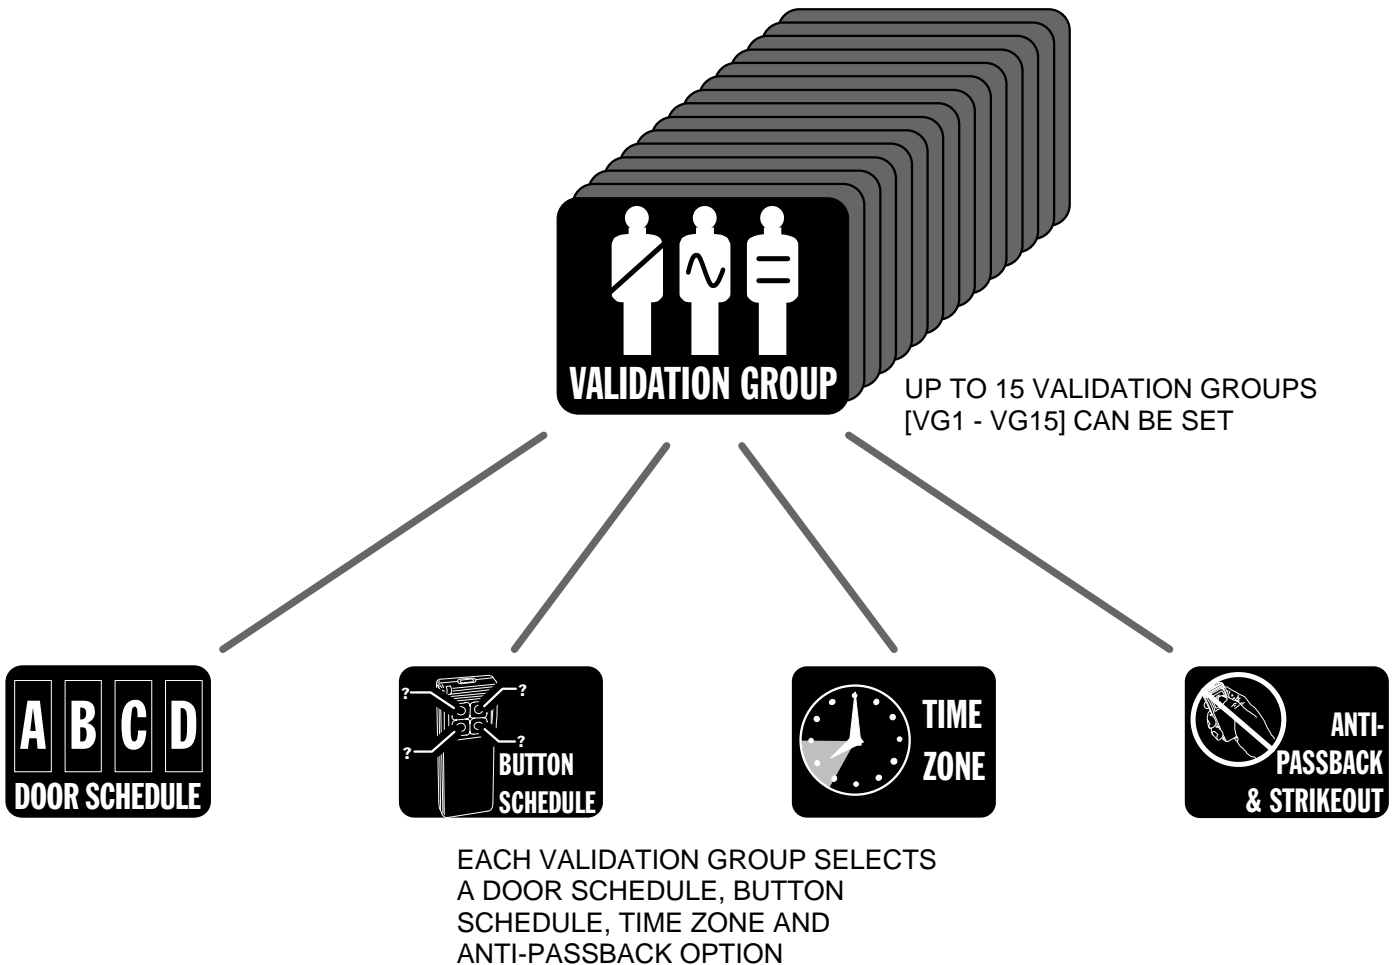 VALIDATION GROUP
UP TO 15 VALIDATION GROUPS
[VG1 - VG15] CAN BE SET
A B C D
DOOR SCHEDULE
?
?
?
?
BUTTON
SCHEDULE
TIME
ZONE
ANTI-
PASSBACK
& STRIKEOUT
EACH VALIDATION GROUP SELECTS
A DOOR SCHEDULE, BUTTON
SCHEDULE, TIME ZONE AND
ANTI-PASSBACK OPTION